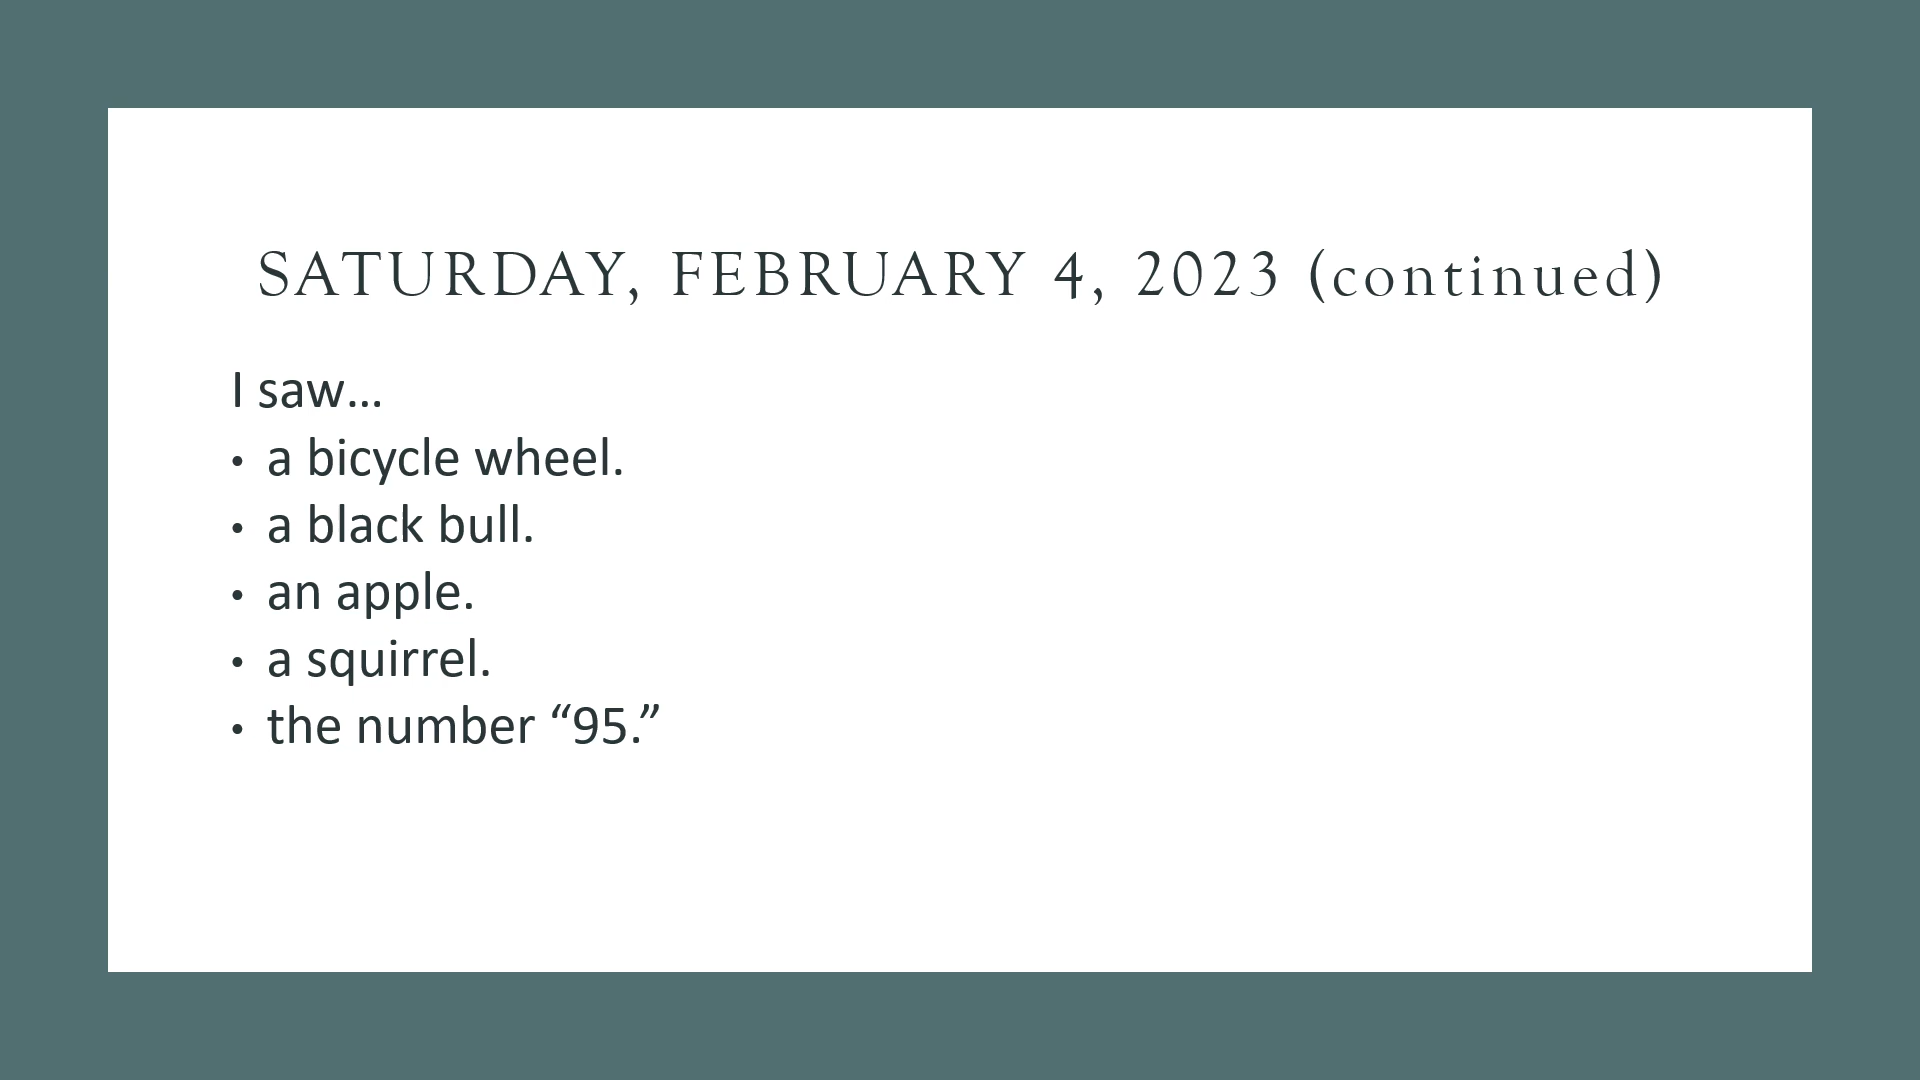 SATURDAY, FEBRUARY 4, 2023 (continued)
I saw…
• a bicycle wheel.
• a black bull.
• an apple.
• a squirrel.
• the number “95.”